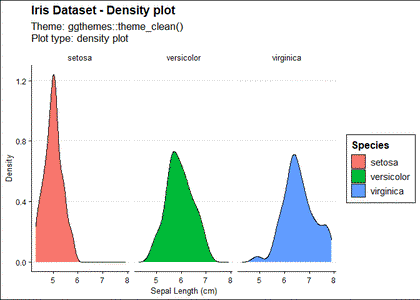 Iris Dataset - Density plot
Theme: ggthemes::theme_clean()
Plot type: density plot
setosa versicolor virginica
1.2
0.8
0.4
0.0
Density
5 6 7 8 5 6 7 8 5 6 7 8
Sepal Length (cm)
Species
setosa
versicolor
virginica